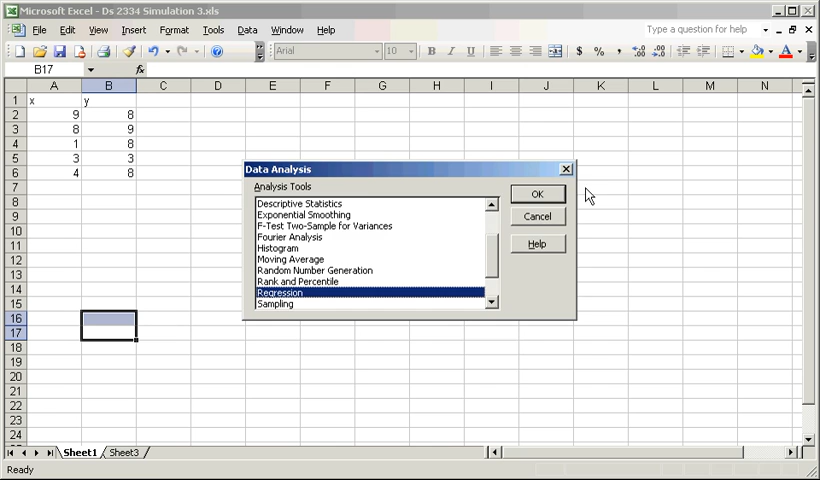 Microsoft Excel - Ds 2334 Simulation 3.xls
File Edit View Insert Format Tools Data Window Help Type a question for help
Arial 10 B I U $ % ,
B17 fx
A B C D E F G H I J K L M N
1 x y
2 9 8
3 8 9
4 1 8
5 3 3
6 4 8
7
8
9
10
11
12
13
14
15
16
17
18
19
20
21
22
23
24
Data Analysis
Analysis Tools
Descriptive Statistics
Exponential Smoothing
F-Test Two-Sample for Variances
Fourier Analysis
Histogram
Moving Average
Random Number Generation
Rank and Percentile
Regression
Sampling
OK
Cancel
Help
Sheet1 Sheet3
Ready